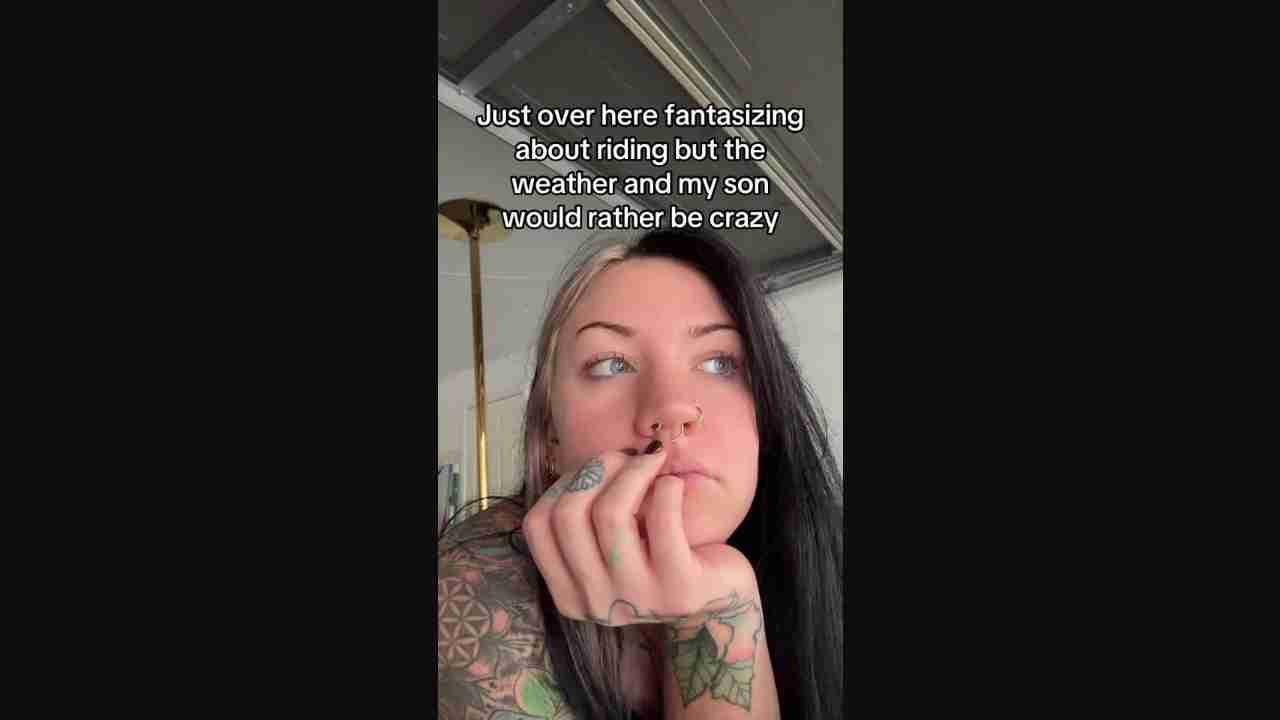 Just over here fantasizing
about riding but the
weather and my son
would rather be crazy